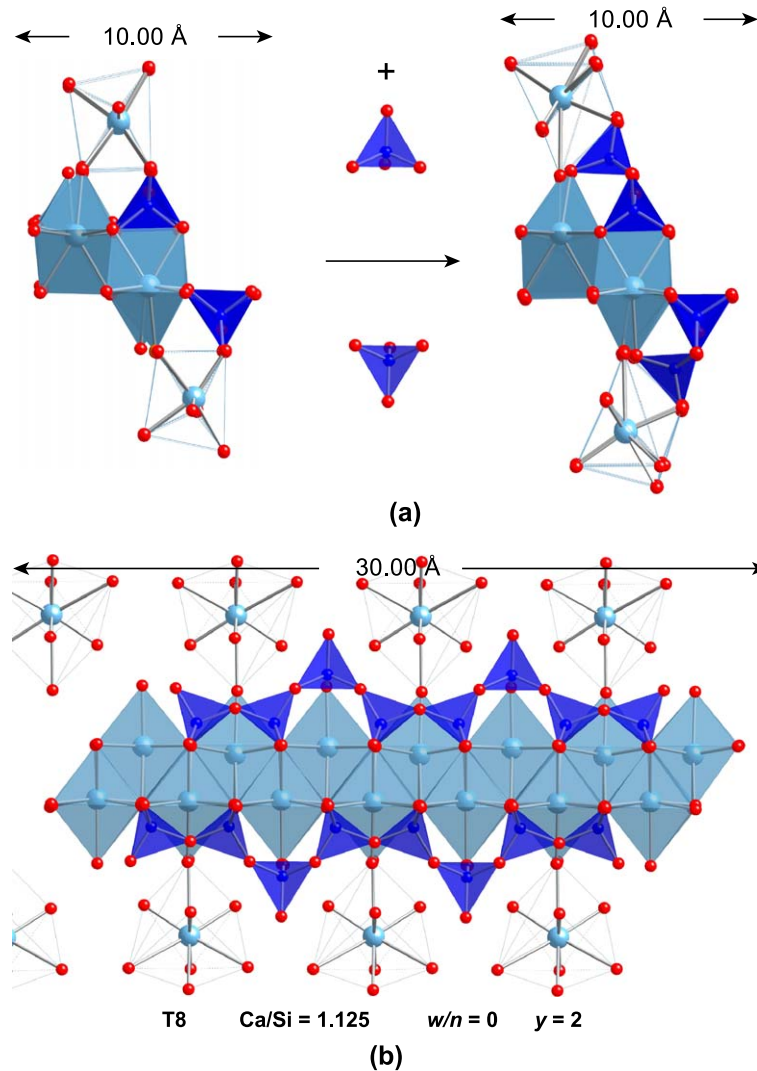 10.00 Å
10.00 Å
+
(a)
30.00 Å
T8 Ca/Si = 1.125 w/n = 0 y = 2
(b)